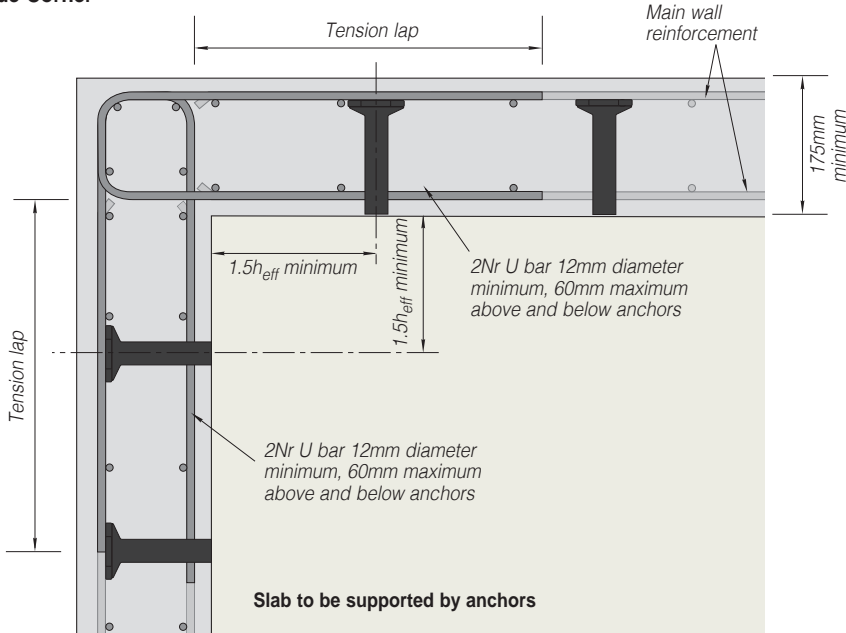 Tension lap
Main wall
reinforcement
175mm
minimum
1.5heff minimum
1.5heff minimum
2Nr U bar 12mm diameter
minimum, 60mm maximum
above and below anchors
Tension lap
2Nr U bar 12mm diameter
minimum, 60mm maximum
above and below anchors
Slab to be supported by anchors